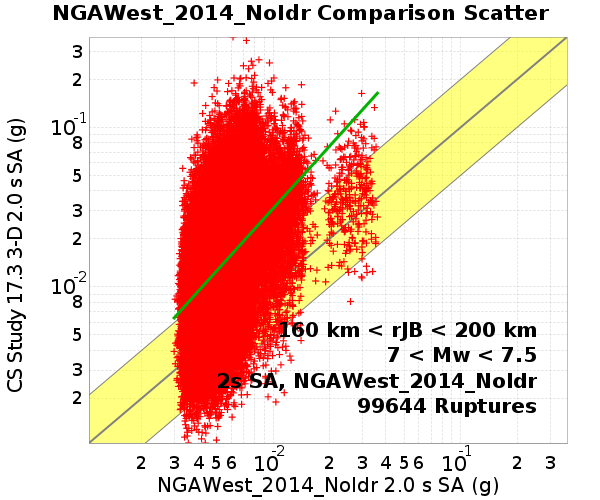 NGAWest_2014_NoIdr Comparison Scatter
CS Study 17.3 3-D 2.0 s SA (g)
3
2
10-1
8
5
3
2
10-2
8
5
3
2
160 km < rJB < 200 km
7 < Mw < 7.5
2s SA, NGAWest_2014_NoIdr
99644 Ruptures
2 3 4 5 6 10-2 2 3 4 5 6 10-1 2 3
NGAWest_2014_NoIdr 2.0 s SA (g)